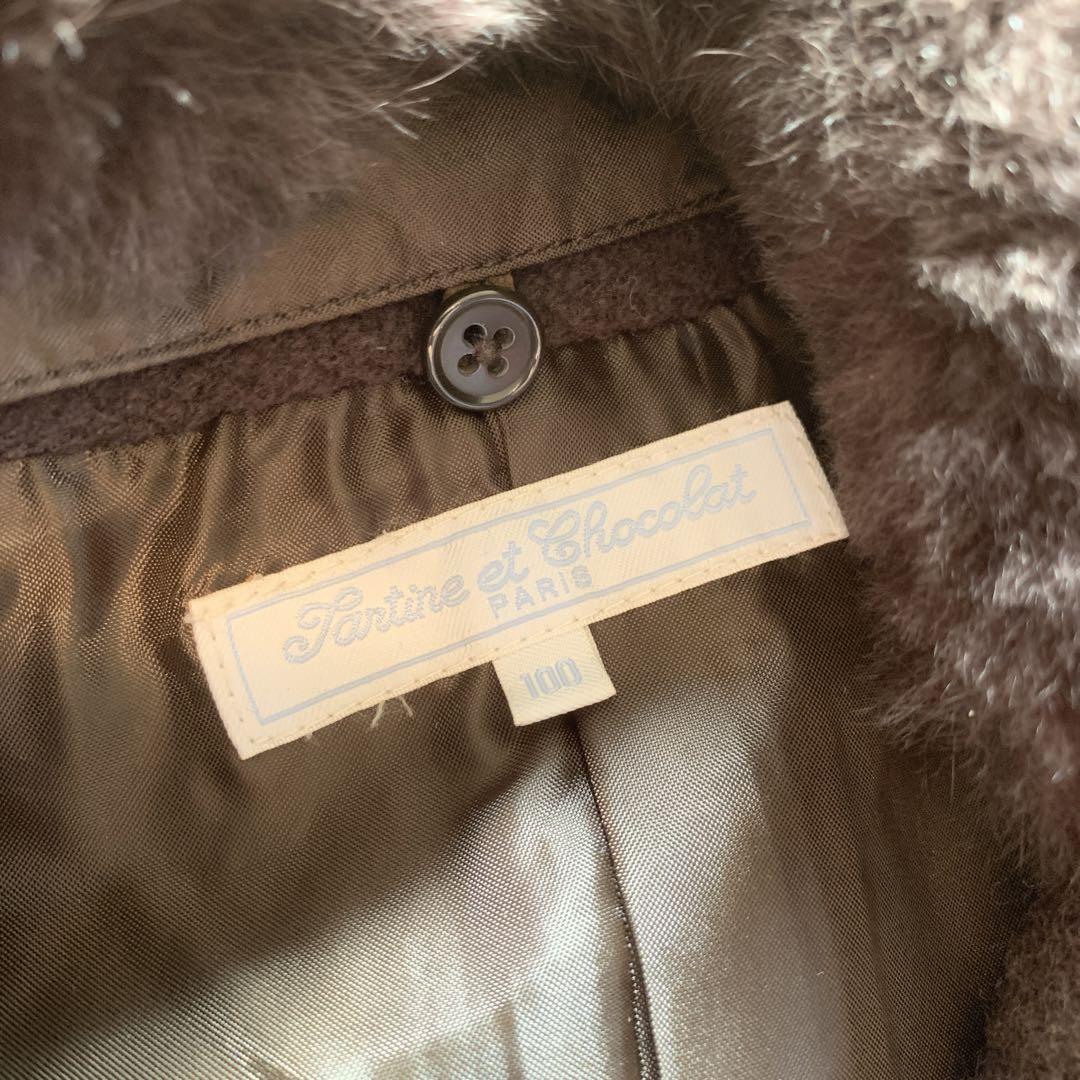 Tartine et Chocolat
PARIS
100